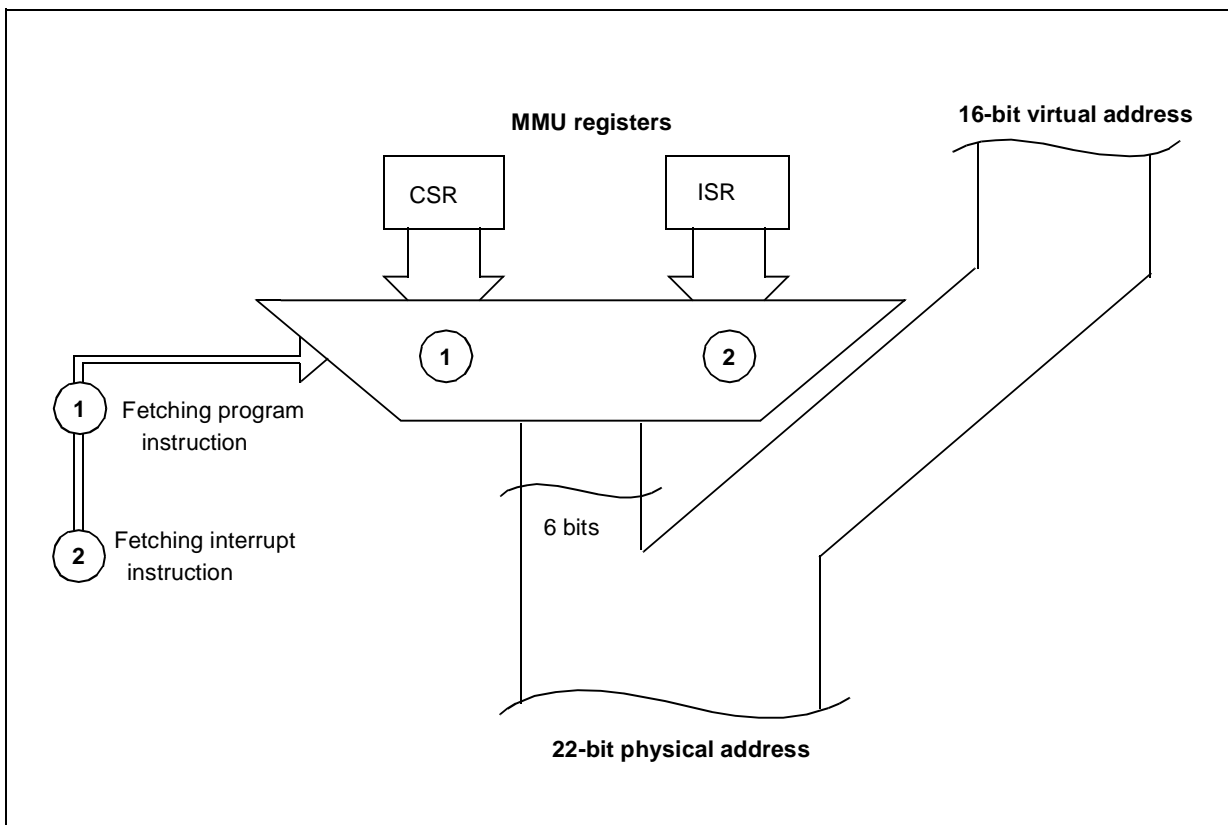 16-bit virtual address
MMU registers
CSR
ISR
1
2
1
Fetching program
instruction
2
Fetching interrupt
instruction
6 bits
22-bit physical address